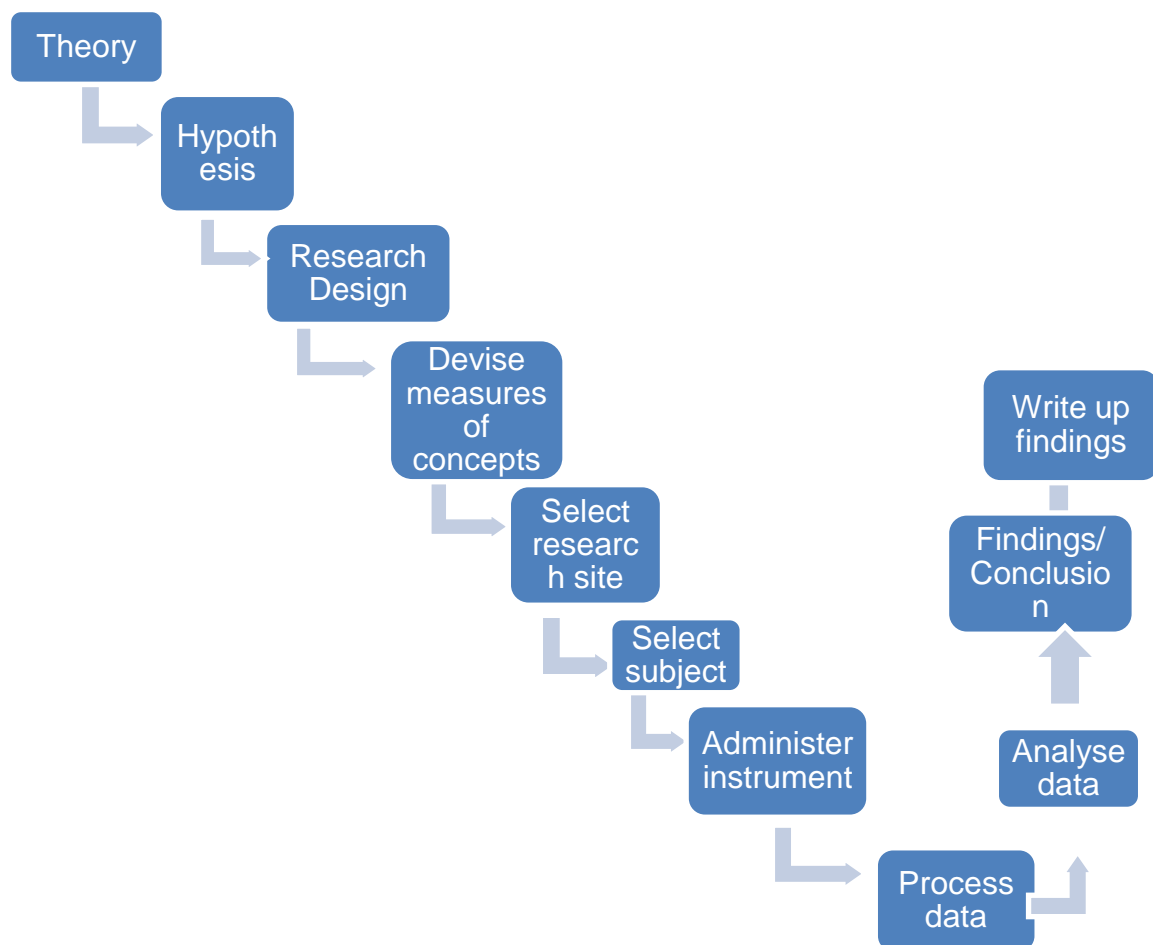 Theory
Hypoth
esis
Research
Design
Devise
measures
of
concepts
Select
researc
h site
Select
subject
Administer
instrument
Process
data
Analyse
data
Findings/
Conclusio
n
Write up
findings